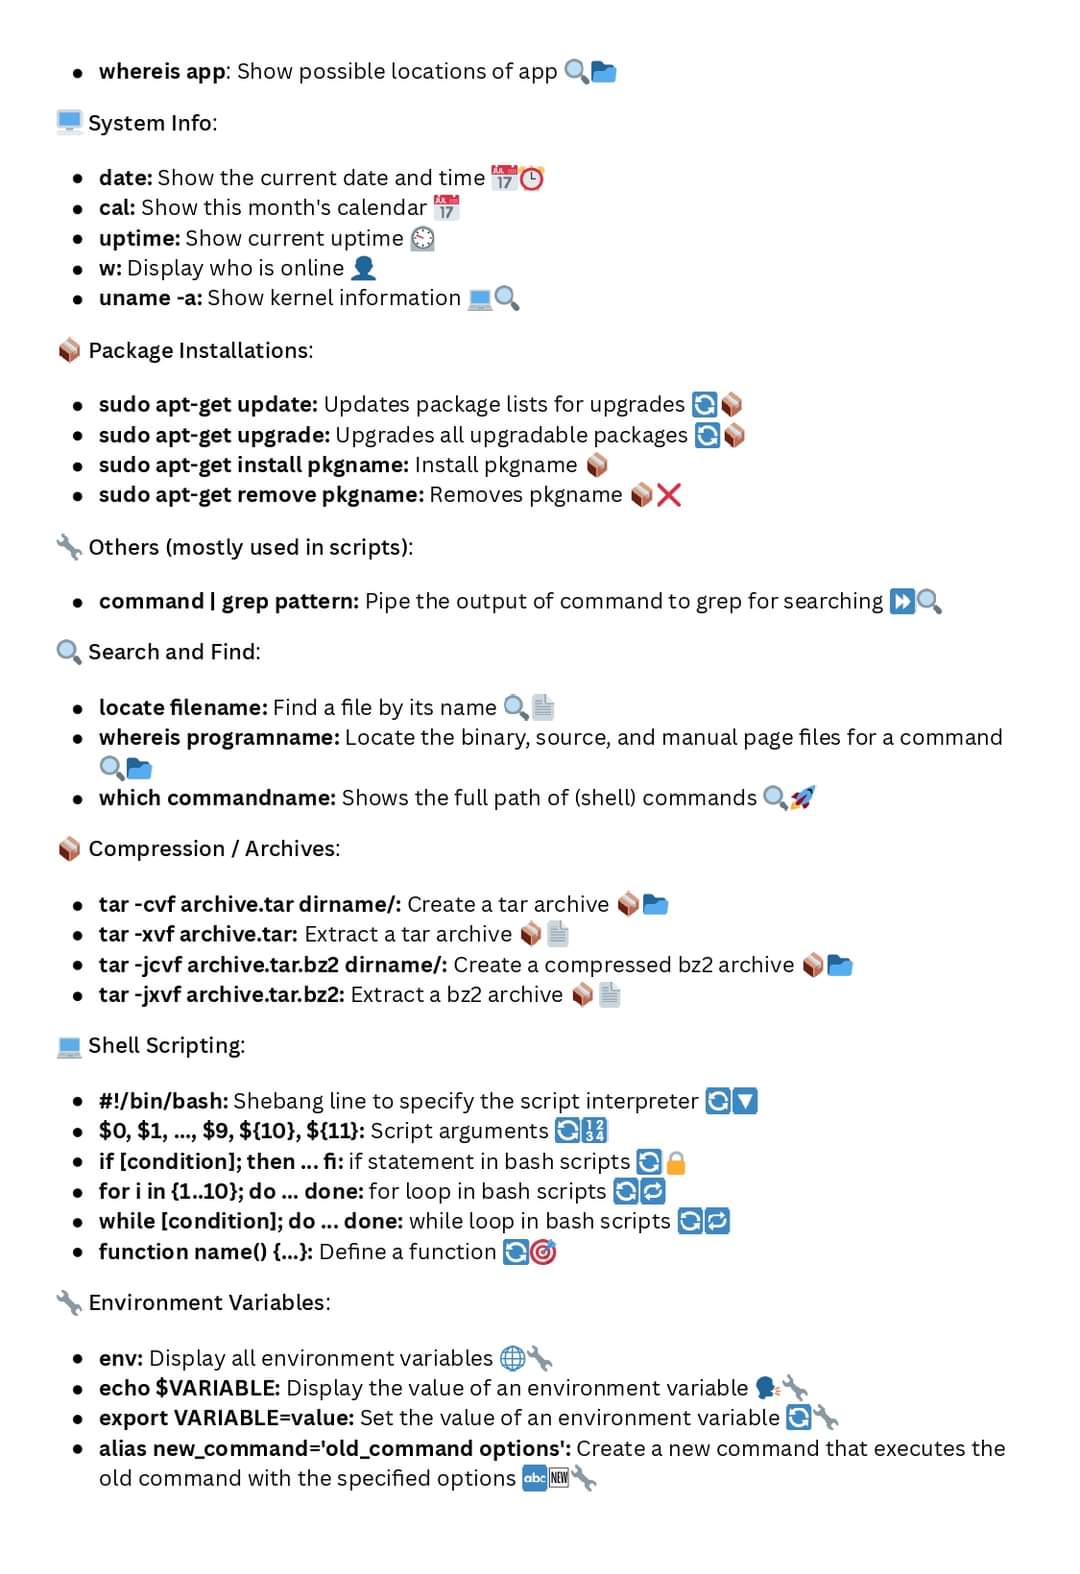 • whereis app: Show possible locations of app 🔍📂
🖥️ System Info:
• date: Show the current date and time 📅⏰
• cal: Show this month's calendar 📅
• uptime: Show current uptime ⏲️
• w: Display who is online 👤
• uname -a: Show kernel information 💻🔍
📦 Package Installations:
• sudo apt-get update: Updates package lists for upgrades 🔄📦
• sudo apt-get upgrade: Upgrades all upgradable packages 🔄📦
• sudo apt-get install pkgname: Install pkgname 📦
• sudo apt-get remove pkgname: Removes pkgname 📦❌
🔧 Others (mostly used in scripts):
• command | grep pattern: Pipe the output of command to grep for searching ⏩🔍
🔍 Search and Find:
• locate filename: Find a file by its name 🔍📄
• whereis programname: Locate the binary, source, and manual page files for a command
🔍📂
• which commandname: Shows the full path of (shell) commands 🔍🚀
📦 Compression / Archives:
• tar -cvf archive.tar dirname/: Create a tar archive 📦📂
• tar -xvf archive.tar: Extract a tar archive 📦📄
• tar -jcvf archive.tar.bz2 dirname/: Create a compressed bz2 archive 📦📂
• tar -jxvf archive.tar.bz2: Extract a bz2 archive 📦📄
💻 Shell Scripting:
• #!/bin/bash: Shebang line to specify the script interpreter 🔄🔽
• $0, $1, ..., $9, ${10}, ${11}: Script arguments 🔄🔢
• if [condition]; then ... fi: if statement in bash scripts 🔄🔒
• for i in {1..10}; do ... done: for loop in bash scripts 🔄🔁
• while [condition]; do ... done: while loop in bash scripts 🔄🔁
• function name() {...}: Define a function 🔄🎯
🔧 Environment Variables:
• env: Display all environment variables 🌐🔧
• echo $VARIABLE: Display the value of an environment variable 🗣️🔧
• export VARIABLE=value: Set the value of an environment variable 🔄🔧
• alias new_command='old_command options': Create a new command that executes the
old command with the specified options 🔤🆕🔧